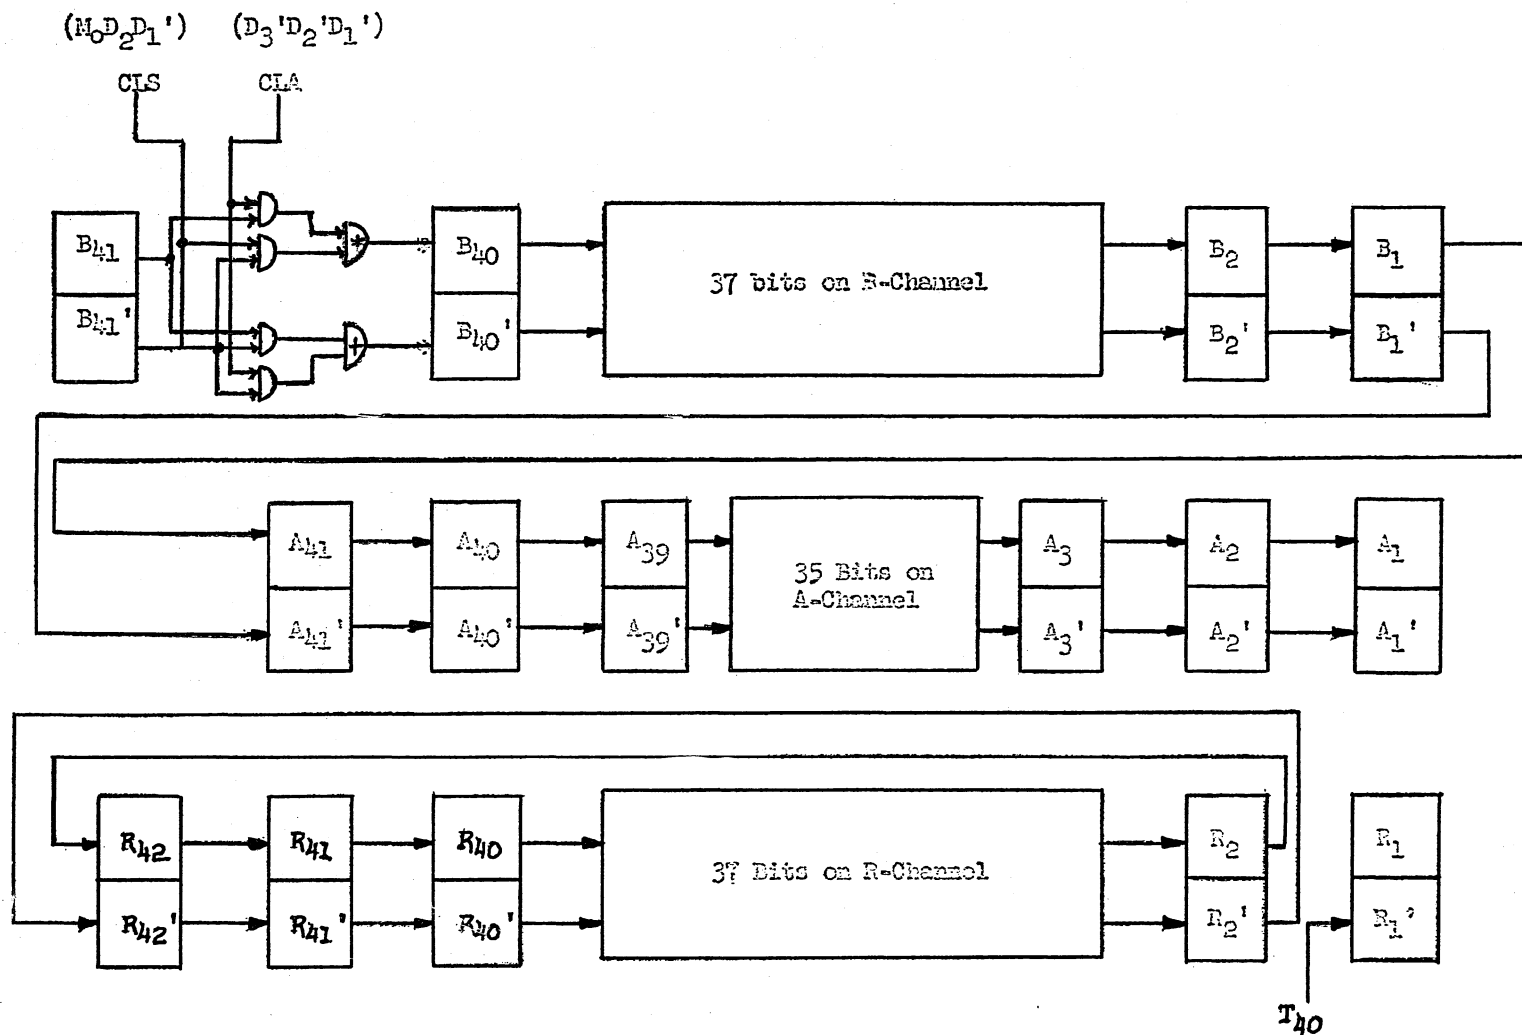 (M₀D₂D₁') (D₃'D₂'D₁')
CLS CLA
B₄₁ B₄₀ B₂ B₁
37 bits on B-Channel
B₄₁' B₄₀' B₂' B₁'
A₄₁ A₄₀ A₃₉ A₃ A₂ A₁
35 Bits on
A-Channel
A₄₁' A₄₀' A₃₉' A₃' A₂' A₁'
R₄₂ R₄₁ R₄₀ R₂ R₁
37 Bits on R-Channel
R₄₂' R₄₁' R₄₀' R₂' R₁'
T₄₀